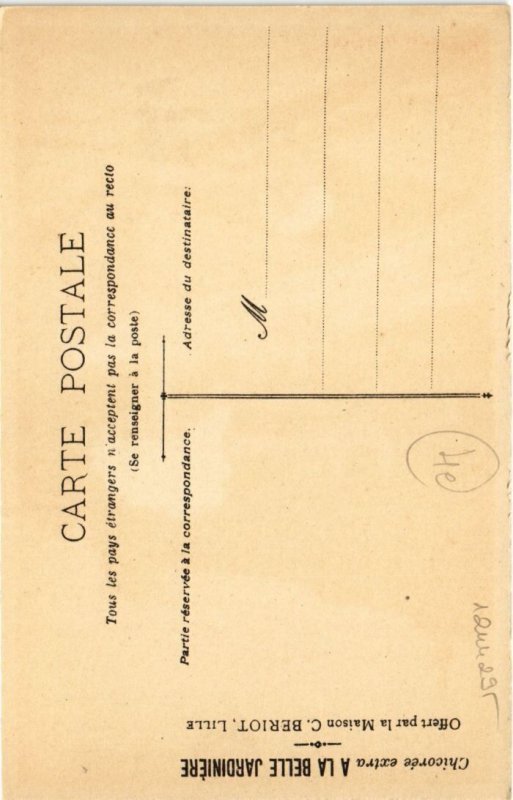 CARTE POSTALE
Tous les pays étrangers n'acceptent pas la correspondance au recto
(Se renseigner à la poste)
Partie réservée à la correspondance.
Adresse du destinataire.
M
4e
Chicorée extra A LA BELLE JARDINIÈRE
Offert par la Maison C. BERIOT, LILLE